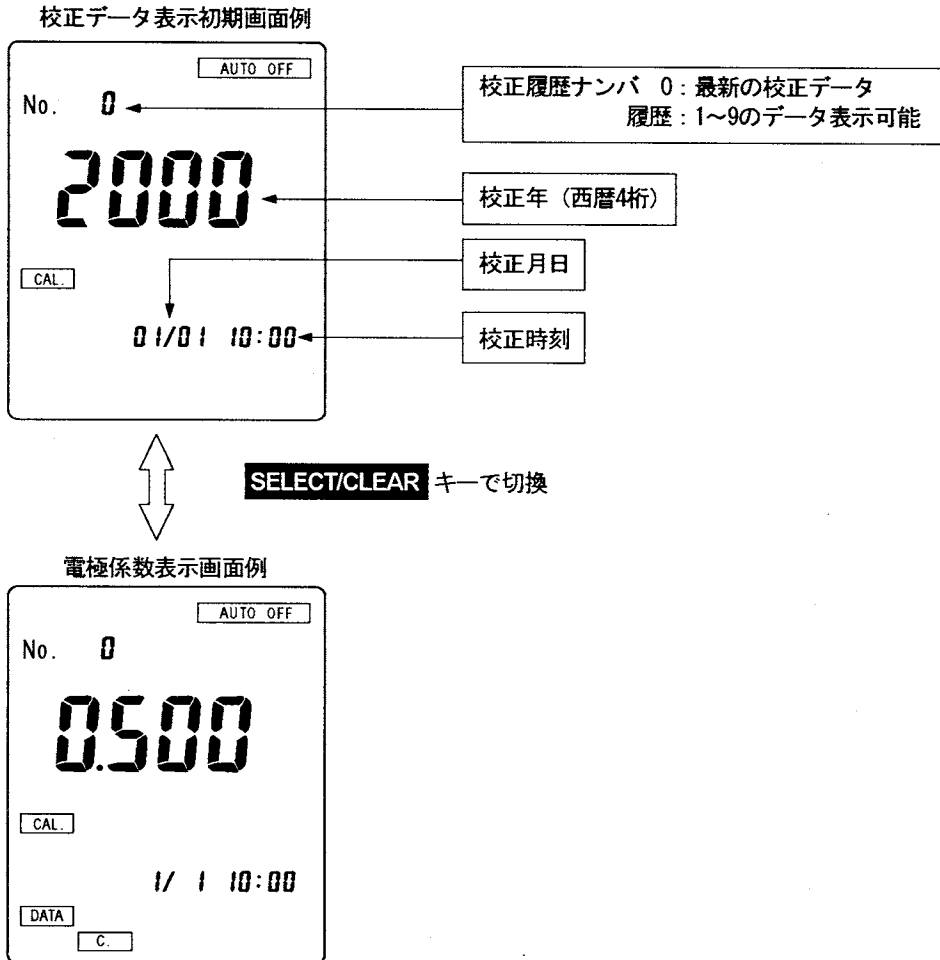 校正データ表示初期画面例
AUTO OFF
No. 0
校正履歴ナンバ 0:最新の校正データ
履歴:1~9のデータ表示可能
2000
校正年(西暦4桁)
CAL.
校正月日
01/01 10:00
校正時刻
SELECT/CLEAR キーで切換
電極係数表示画面例
AUTO OFF
No. 0
0.500
CAL.
1/ 1 10:00
DATA
C.